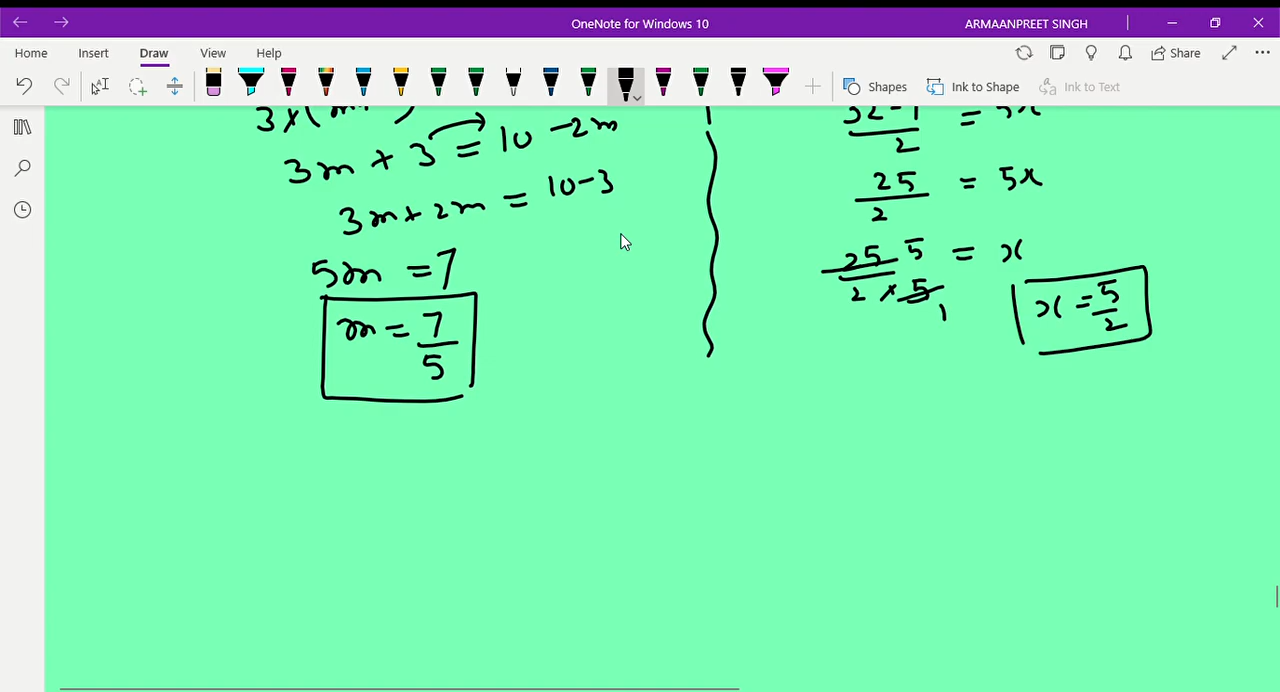 OneNote for Windows 10
ARMAANPREET SINGH
Home Insert Draw View Help
Share
Shapes
Ink to Shape
Ink to Text
3m + 3 = 10 - 2m
3m + 2m = 10 - 3
5m = 7
m = 7/5
25/2 = 5x
25/2 × 5 5 1 = x
x = 5/2